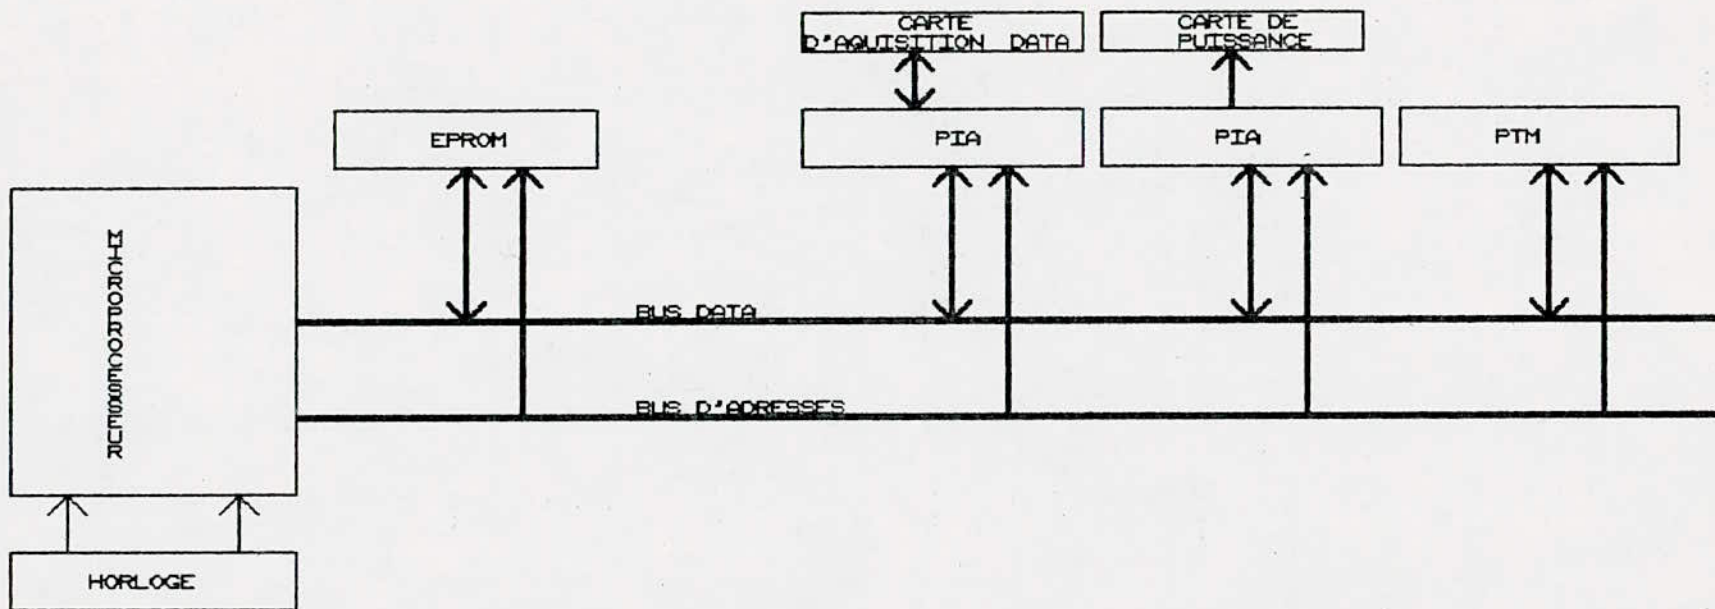 CARTE
D'AQUISITION DATA
CARTE DE
PUISSANCE
EPROM
PIA
PIA
PTM
MICROPROCESSEUR
BUS DATA
BUS D'ADRESSES
HORLOGE